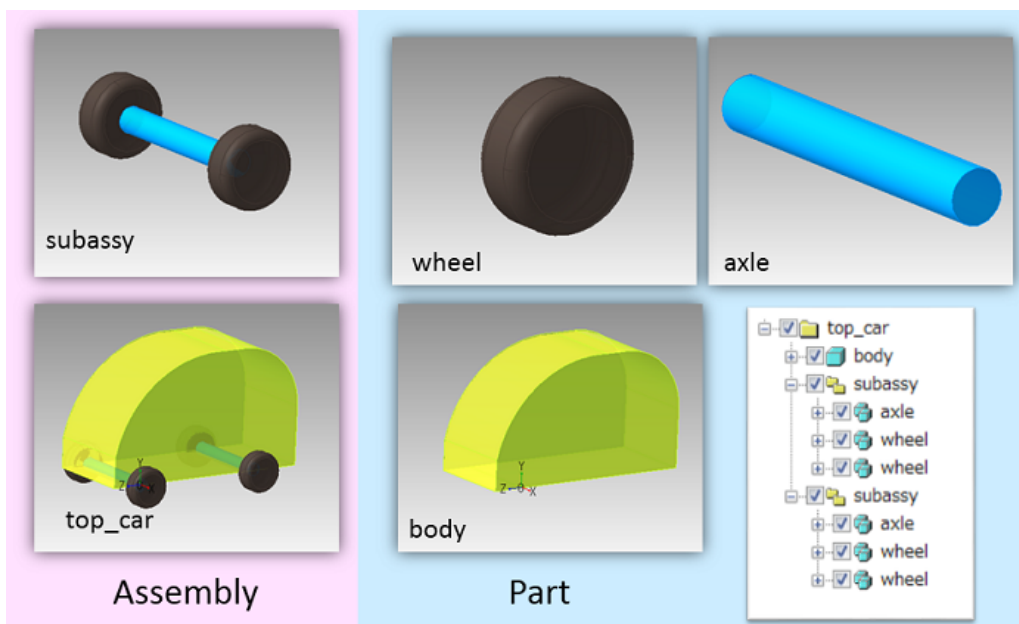 subassy
wheel
axle
top_car
body
Y
Z
X
Y
Z
X
top_car
body
subassy
axle
wheel
wheel
subassy
axle
wheel
wheel
Assembly
Part